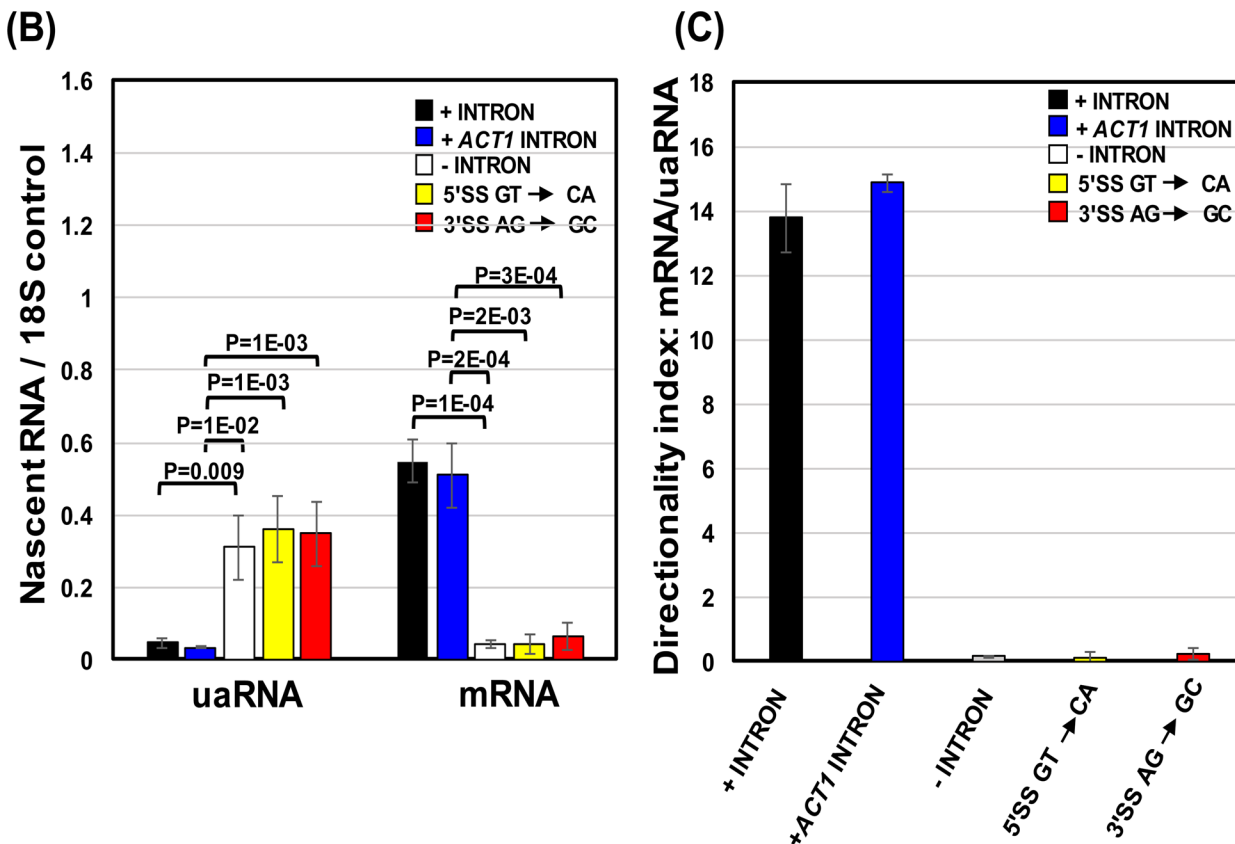 (B)
Nascent RNA / 18S control
1.6
1.4
1.2
1
0.8
0.6
0.4
0.2
0
+ INTRON
+ ACT1 INTRON
- INTRON
5'SS GT → CA
3'SS AG → GC
P=3E-04
P=2E-03
P=1E-03
P=2E-04
P=1E-03
P=1E-04
P=1E-02
P=0.009
uaRNA
mRNA
(C)
Directionality index: mRNA/uaRNA
18
16
14
12
10
8
6
4
2
0
+ INTRON
+ ACT1 INTRON
- INTRON
5'SS GT → CA
3'SS AG → GC
+ INTRON
+ACT1 INTRON
- INTRON
5'SS GT → CA
3'SS AG → GC